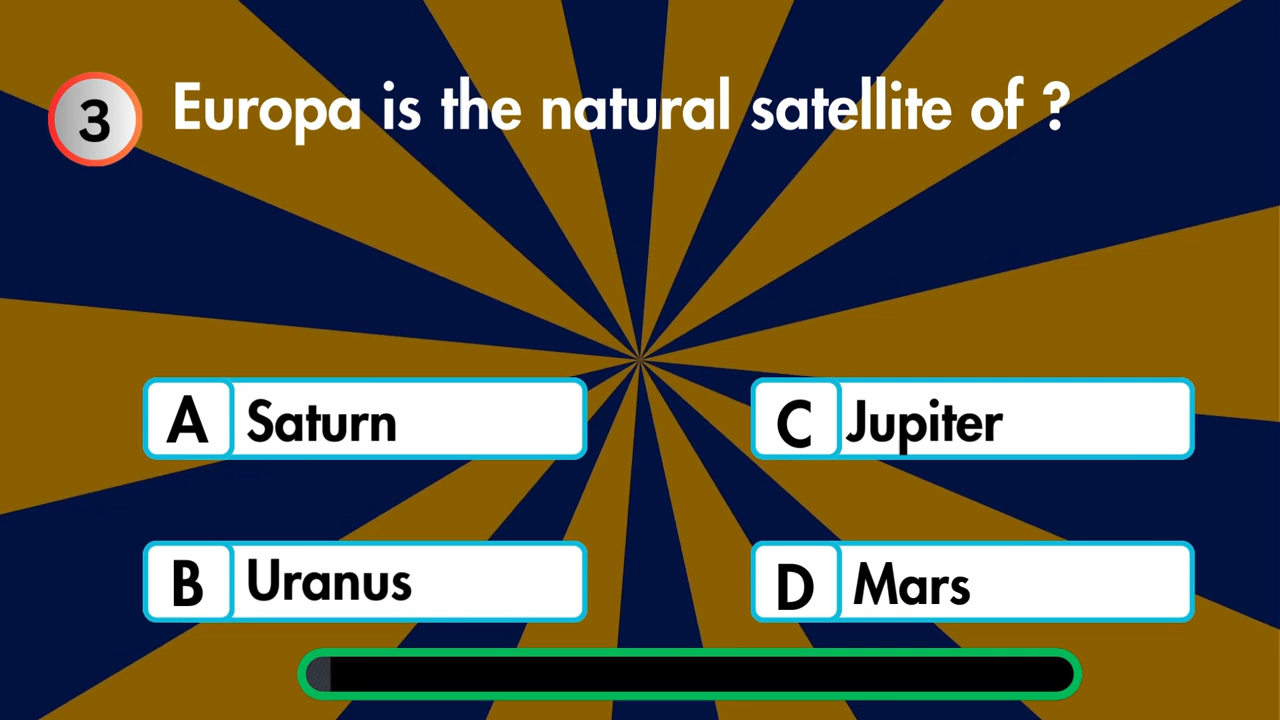 3 Europa is the natural satellite of ?
A Saturn
C Jupiter
B Uranus
D Mars